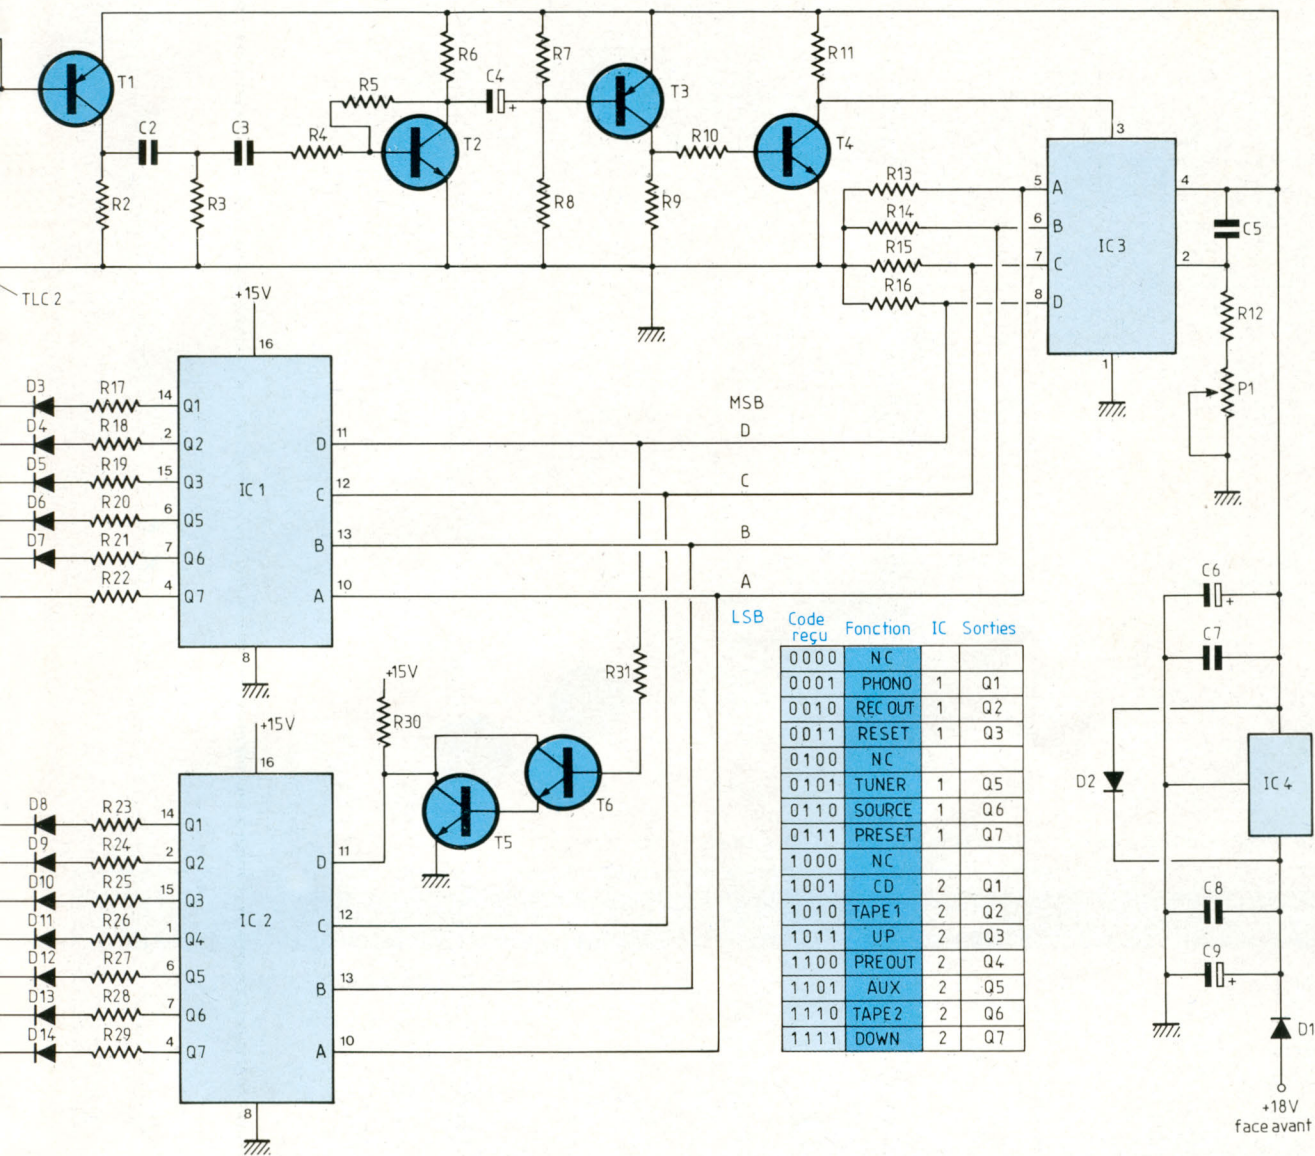 T1
C2
C3
R2
R3
R4
R5
R6
T2
C4
R7
R8
T3
R9
R10
T4
R11
R13
R14
R15
R16
5 A
6 B
7 C
8 D
3
4
2
1
IC 3
C5
R12
P1
TLC 2
+15V
16
D3 R17 14 Q1
D4 R18 2 Q2
D5 R19 15 Q3
D6 R20 6 Q5
D7 R21 7 Q6
R22 4 Q7
IC 1
D 11
C 12
B 13
A 10
8
MSB
D
C
B
A
LSB
+15V
R30
R31
T5
T6
+15V
16
D8 R23 14 Q1
D9 R24 2 Q2
D10 R25 15 Q3
D11 R26 1 Q4
D12 R27 6 Q5
D13 R28 7 Q6
D14 R29 4 Q7
IC 2
D 11
C 12
B 13
A 10
8
Code reçu Fonction IC Sorties
0000 NC
0001 PHONO 1 Q1
0010 REC OUT 1 Q2
0011 RESET 1 Q3
0100 NC
0101 TUNER 1 Q5
0110 SOURCE 1 Q6
0111 PRESET 1 Q7
1000 NC
1001 CD 2 Q1
1010 TAPE1 2 Q2
1011 UP 2 Q3
1100 PREOUT 2 Q4
1101 AUX 2 Q5
1110 TAPE2 2 Q6
1111 DOWN 2 Q7
C6
+
C7
D2
IC 4
C8
C9
+
D1
+18V
face avant